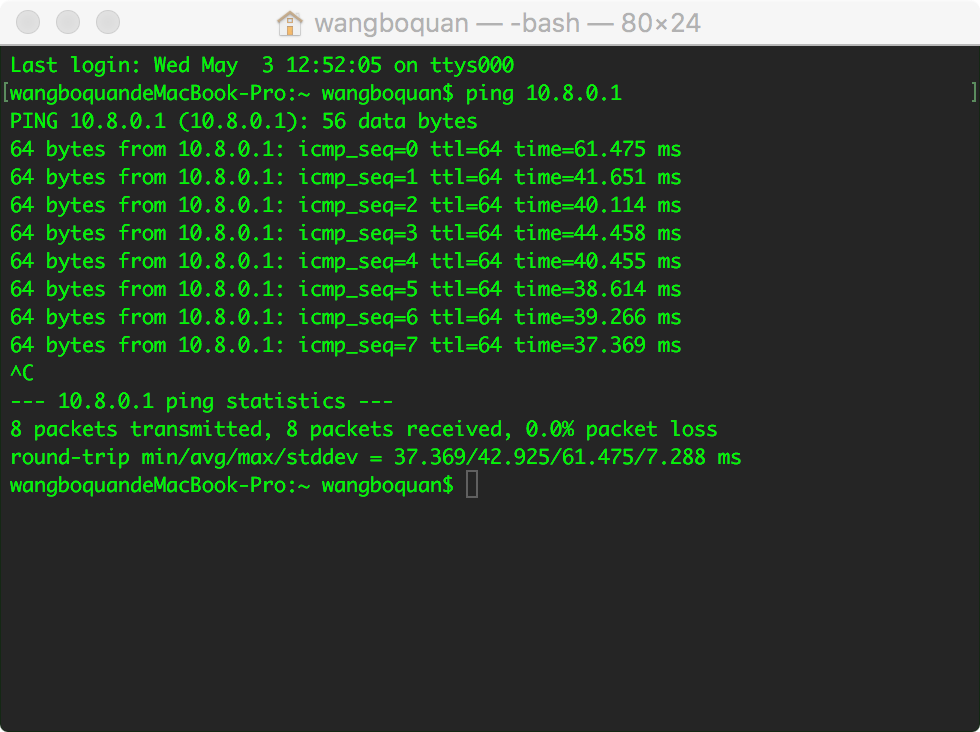 wangboquan — -bash — 80×24
Last login: Wed May  3 12:52:05 on ttys000
[wangboquandeMacBook-Pro:~ wangboquan$ ping 10.8.0.1 ]
PING 10.8.0.1 (10.8.0.1): 56 data bytes
64 bytes from 10.8.0.1: icmp_seq=0 ttl=64 time=61.475 ms
64 bytes from 10.8.0.1: icmp_seq=1 ttl=64 time=41.651 ms
64 bytes from 10.8.0.1: icmp_seq=2 ttl=64 time=40.114 ms
64 bytes from 10.8.0.1: icmp_seq=3 ttl=64 time=44.458 ms
64 bytes from 10.8.0.1: icmp_seq=4 ttl=64 time=40.455 ms
64 bytes from 10.8.0.1: icmp_seq=5 ttl=64 time=38.614 ms
64 bytes from 10.8.0.1: icmp_seq=6 ttl=64 time=39.266 ms
64 bytes from 10.8.0.1: icmp_seq=7 ttl=64 time=37.369 ms
^C
--- 10.8.0.1 ping statistics ---
8 packets transmitted, 8 packets received, 0.0% packet loss
round-trip min/avg/max/stddev = 37.369/42.925/61.475/7.288 ms
wangboquandeMacBook-Pro:~ wangboquan$